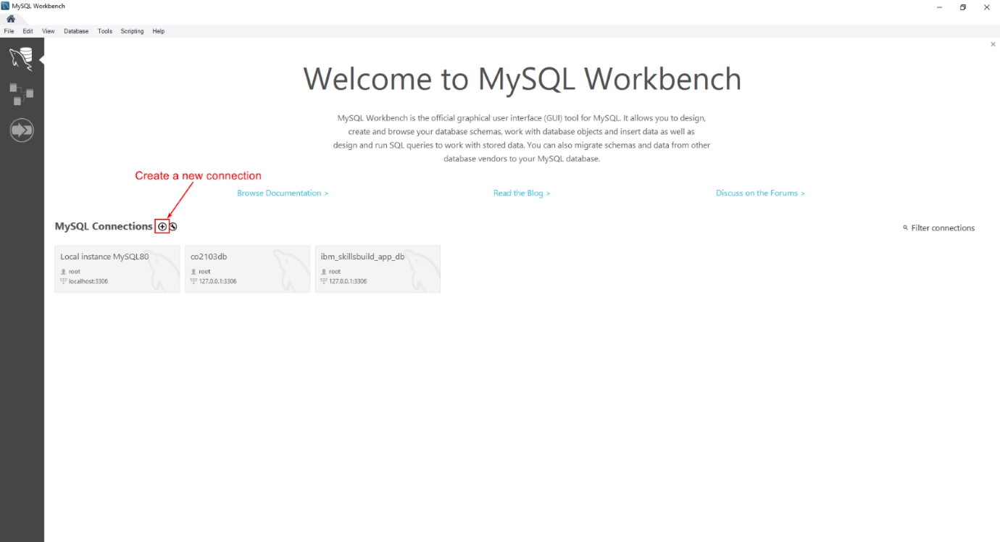 MySQL Workbench
File Edit View Database Tools Scripting Help
Welcome to MySQL Workbench
MySQL Workbench is the official graphical user interface (GUI) tool for MySQL. It allows you to design,
create and browse your database schemas, work with database objects and insert data as well as
design and run SQL queries to work with stored data. You can also migrate schemas and data from other
database vendors to your MySQL database.
Create a new connection
Browse Documentation >
Read the Blog >
Discuss on the Forums >
MySQL Connections
Filter connections
Local instance MySQL80
root
localhost:3306
co2103db
root
127.0.0.1:3306
ibm_skillsbuild_app_db
root
127.0.0.1:3306